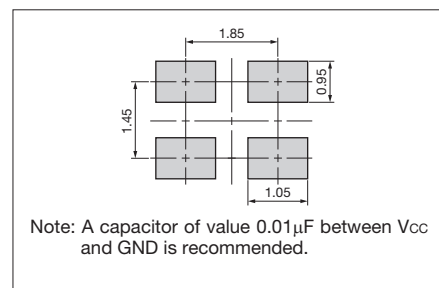 1.85
0.95
1.45
1.05
Note: A capacitor of value 0.01μF between Vcc
and GND is recommended.